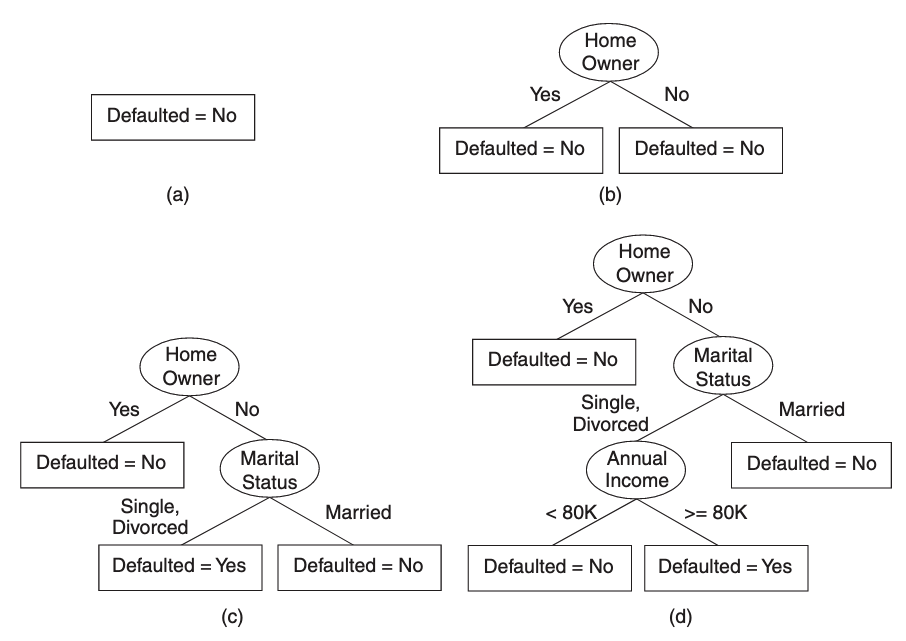 Defaulted = No
(a)
Home
Owner
Yes
No
Defaulted = No
Defaulted = No
(b)
Home
Owner
Yes
No
Defaulted = No
Marital
Status
Single,
Divorced
Married
Defaulted = Yes
Defaulted = No
(c)
Home
Owner
Yes
No
Defaulted = No
Marital
Status
Single,
Divorced
Married
Annual
Income
Defaulted = No
< 80K
>= 80K
Defaulted = No
Defaulted = Yes
(d)